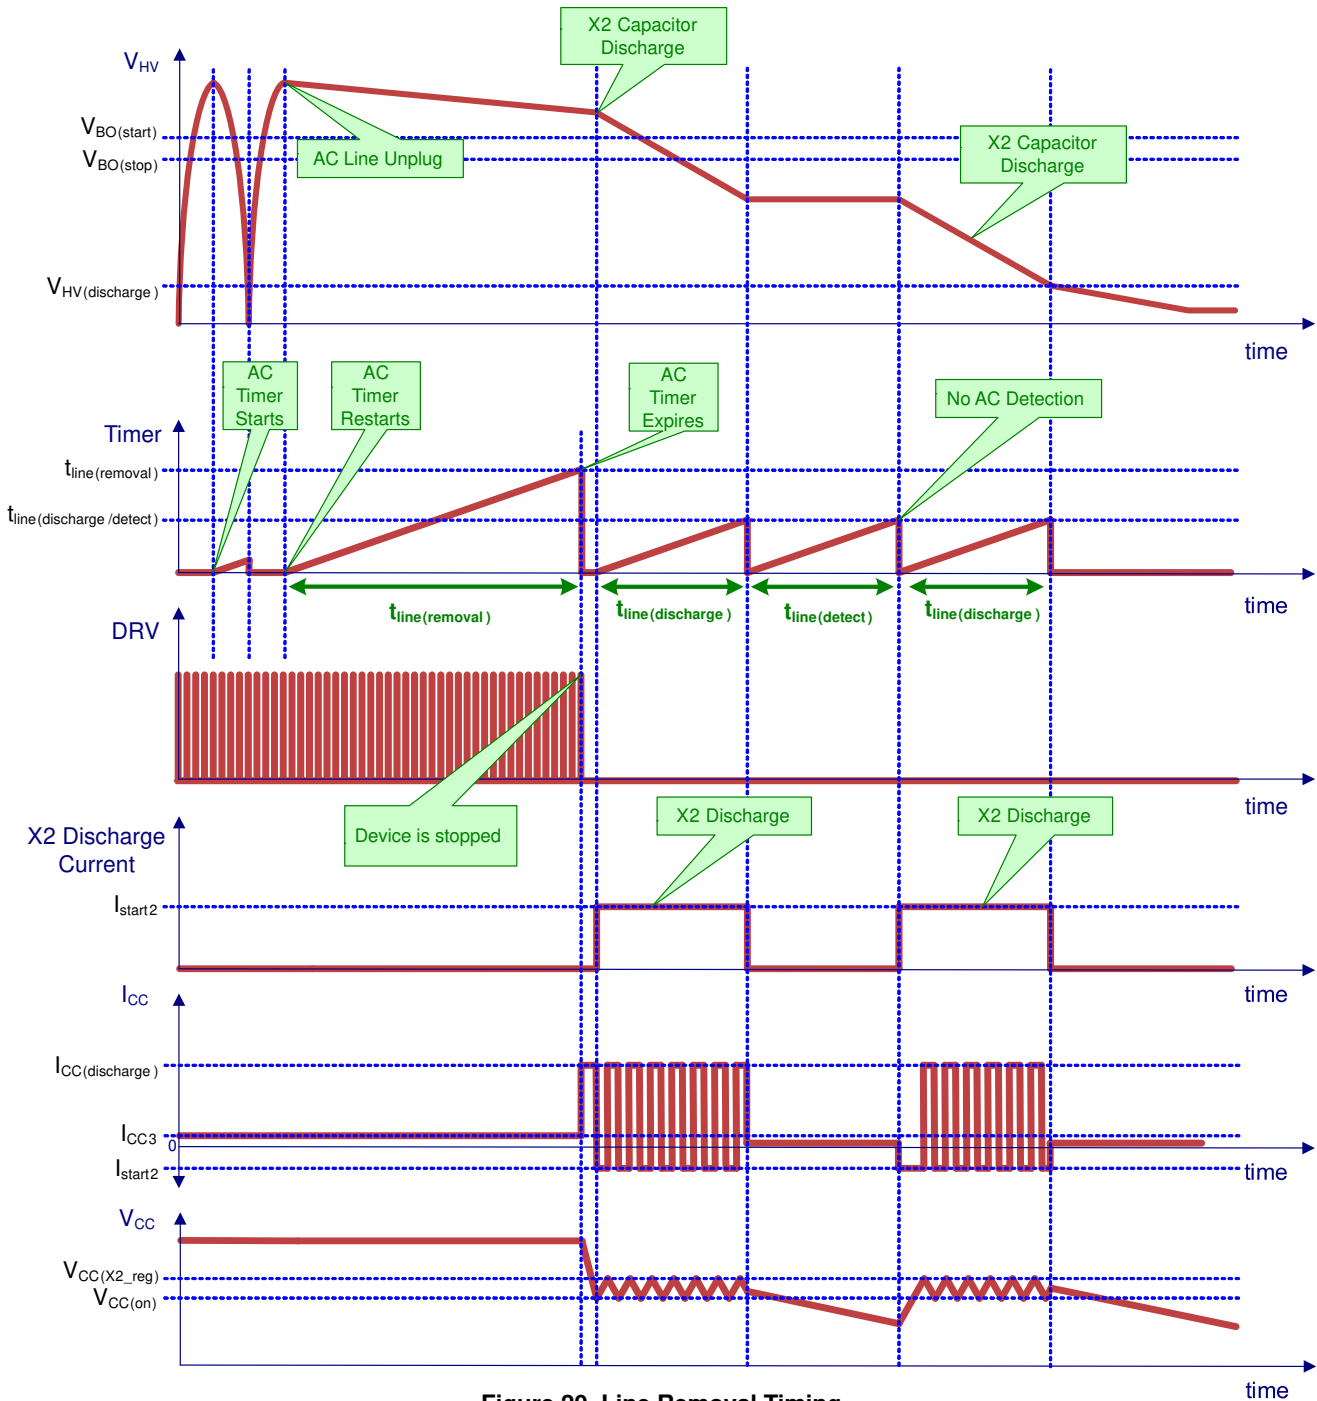 X2 Capacitor
Discharge
VHV
VBO(start)
AC Line Unplug
VBO(stop)
X2 Capacitor
Discharge
VHV(discharge )
time
AC
Timer
Starts
AC
Timer
Restarts
AC
Timer
Expires
No AC Detection
Timer
tline(removal)
tline(discharge /detect)
time
tline(removal )
tline(discharge )
tline(detect)
tline(discharge )
DRV
time
Device is stopped
X2 Discharge
X2 Discharge
X2 Discharge
Current
Istart2
time
ICC
ICC(discharge )
ICC3
0
Istart2
time
VCC
VCC(X2_reg)
VCC(on)
time